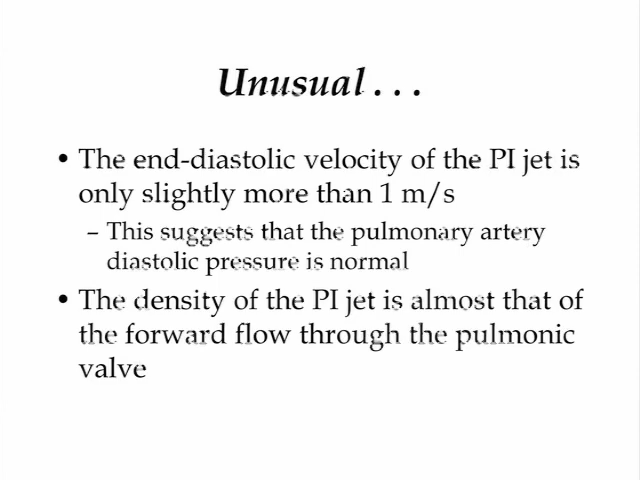 Unusual . . .
• The end-diastolic velocity of the PI jet is
only slightly more than 1 m/s
– This suggests that the pulmonary artery
diastolic pressure is normal
• The density of the PI jet is almost that of
the forward flow through the pulmonic
valve